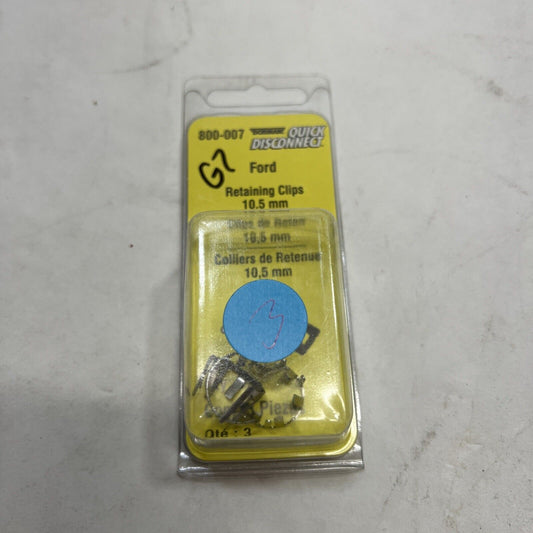 800-007 DORMAN QUICK
DISCONNECT
G7
Ford
Retaining Clips
10.5 mm
10,5 mm
Colliers de Retenue
10,5 mm
3
Qté : 3